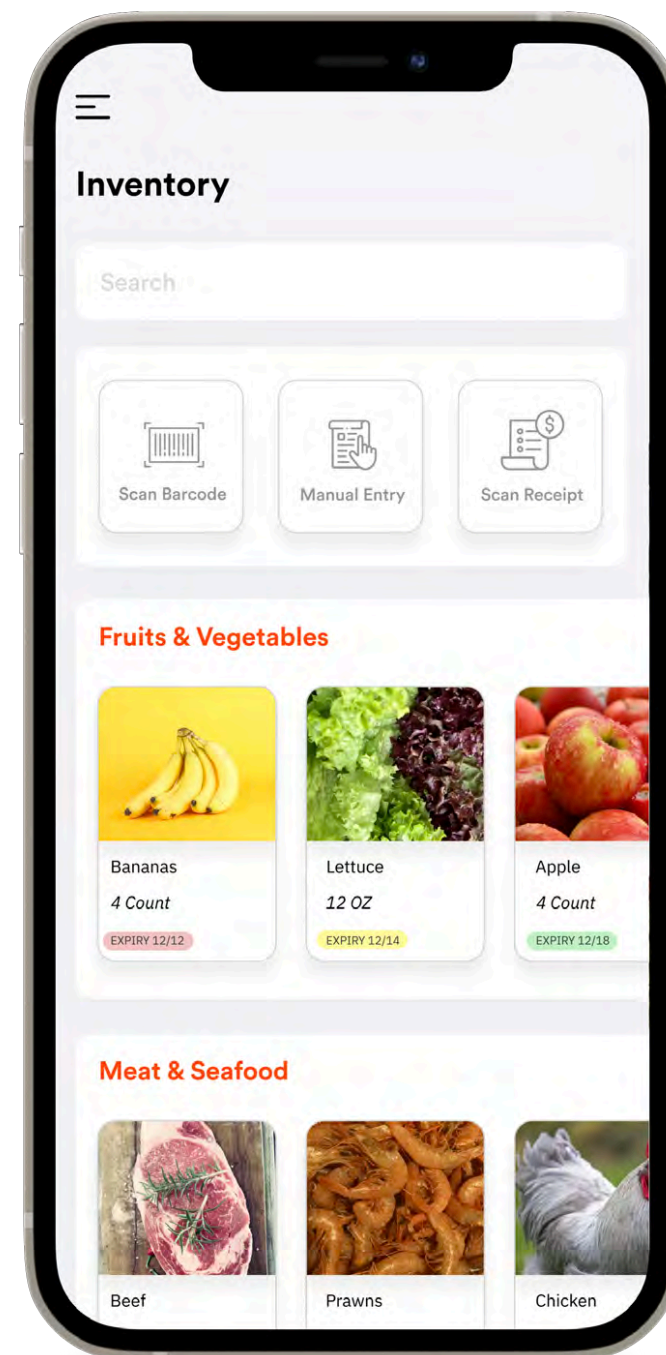 Inventory
Search
Scan Barcode
Manual Entry
Scan Receipt
Fruits & Vegetables
Bananas
4 Count
EXPIRY 12/12
Lettuce
12 OZ
EXPIRY 12/14
Apple
4 Count
EXPIRY 12/18
Meat & Seafood
Beef
Prawns
Chicken